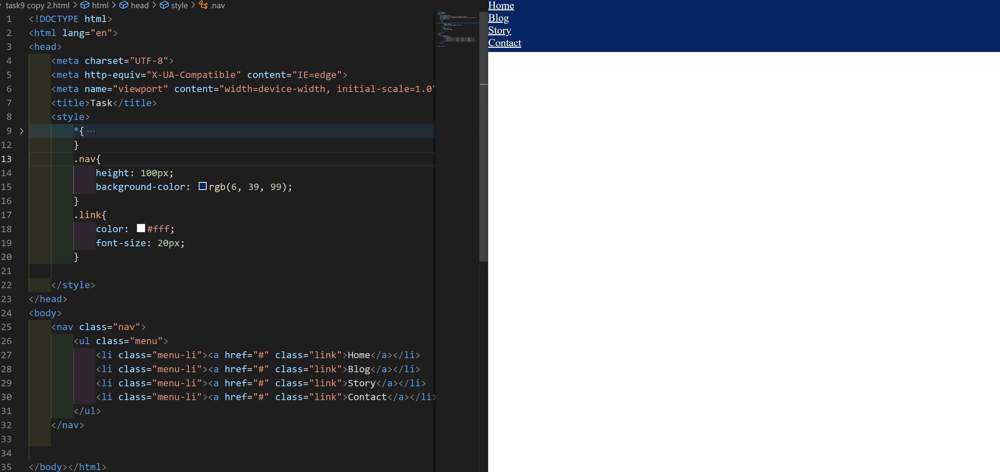 task9 copy 2.html > html > head > style > .nav
1 <!DOCTYPE html>
2 <html lang="en">
3 <head>
4 <meta charset="UTF-8">
5 <meta http-equiv="X-UA-Compatible" content="IE=edge">
6 <meta name="viewport" content="width=device-width, initial-scale=1.0"
7 <title>Task</title>
8 <style>
9 *{ ...
12 }
13 .nav{
14 height: 100px;
15 background-color: rgb(6, 39, 99);
16 }
17 .link{
18 color: #fff;
19 font-size: 20px;
20 }
21
22 </style>
23 </head>
24 <body>
25 <nav class="nav">
26 <ul class="menu">
27 <li class="menu-li"><a href="#" class="link">Home</a></li>
28 <li class="menu-li"><a href="#" class="link">Blog</a></li>
29 <li class="menu-li"><a href="#" class="link">Story</a></li>
30 <li class="menu-li"><a href="#" class="link">Contact</a></li>
31 </ul>
32 </nav>
33
34
35 </body></html>
Home
Blog
Story
Contact